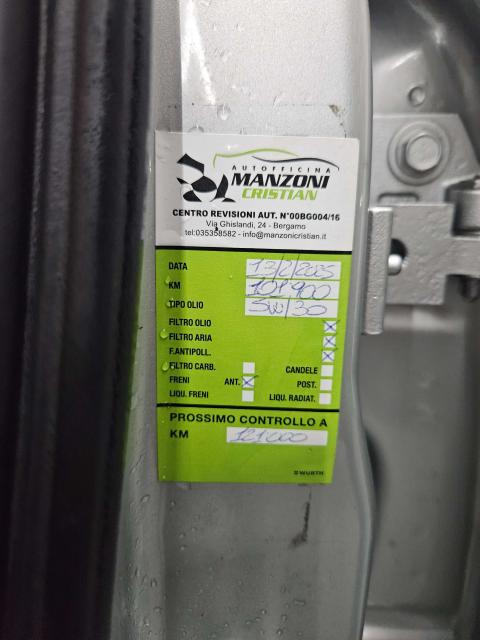 AUTOFFICINA
MANZONI
CRISTIAN
CENTRO REVISIONI AUT. N°00BG004/16
Via Ghislandi, 24 - Bergamo
tel:035358582 - info@manzonicristian.it
DATA 13/2/2025
KM 101900
TIPO OLIO 5W/30
FILTRO OLIO
FILTRO ARIA
F.ANTIPOLL.
FILTRO CARB. CANDELE
FRENI ANT. POST.
LIQU. FRENI LIQU. RADIAT.
PROSSIMO CONTROLLO A
KM 121000
WURTH